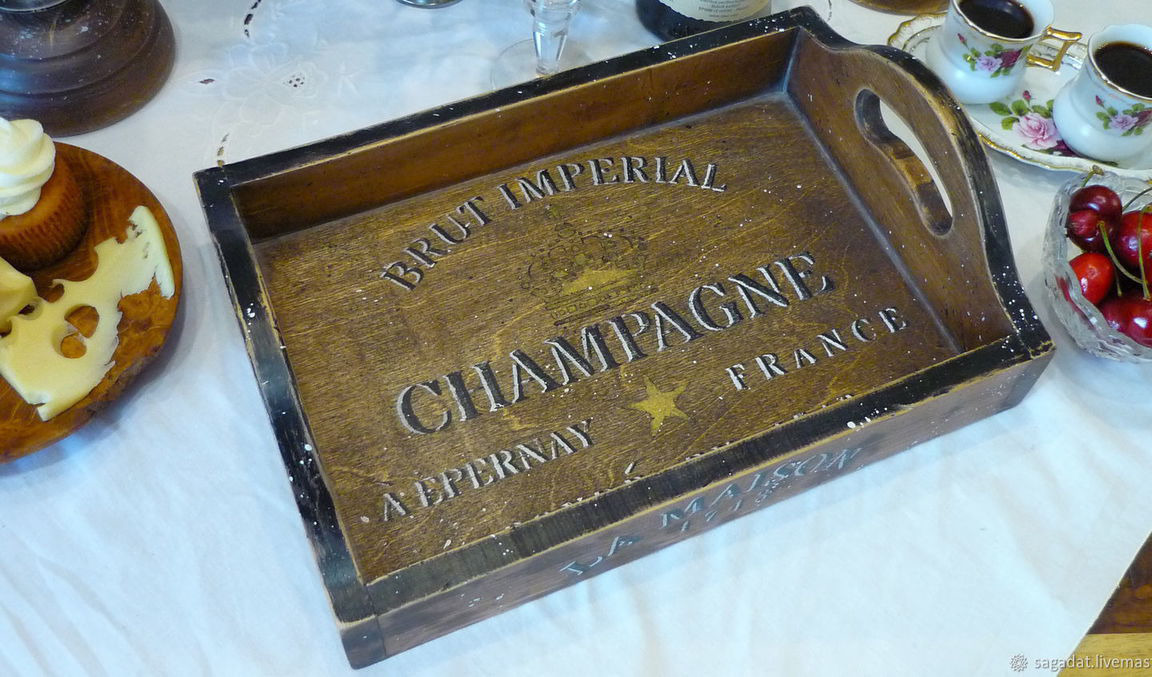 BRUT IMPERIAL
CHAMPAGNE
À EPERNAY ★ FRANCE
LA MAISON
sagadat.livemas